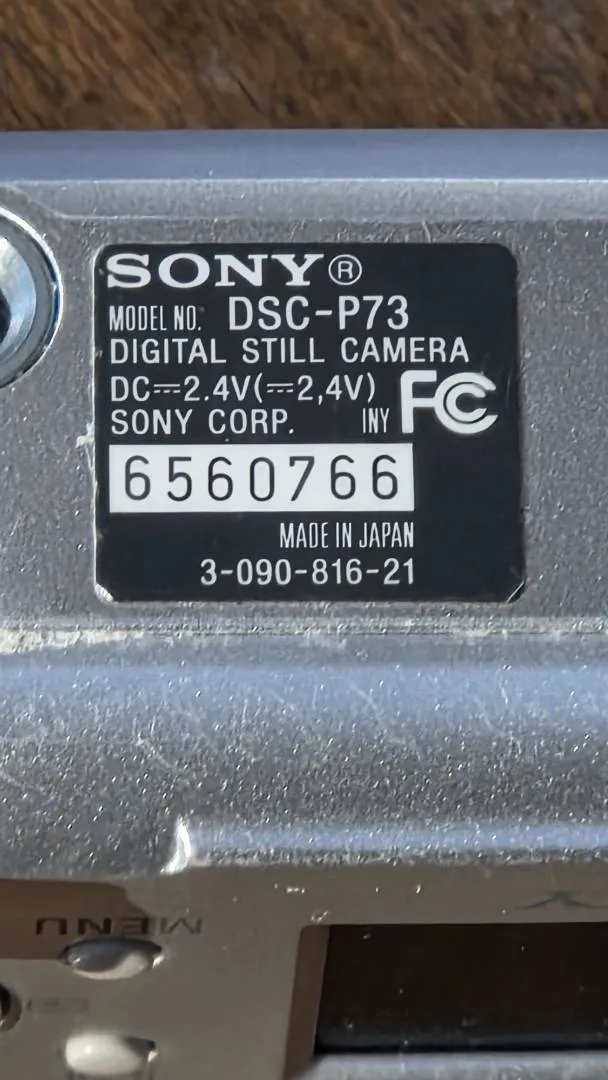 SONY®
MODEL NO. DSC-P73
DIGITAL STILL CAMERA
DC⎓2.4V(⎓2,4V)
SONY CORP. INY FC
6560766
MADE IN JAPAN
3-090-816-21
MENU